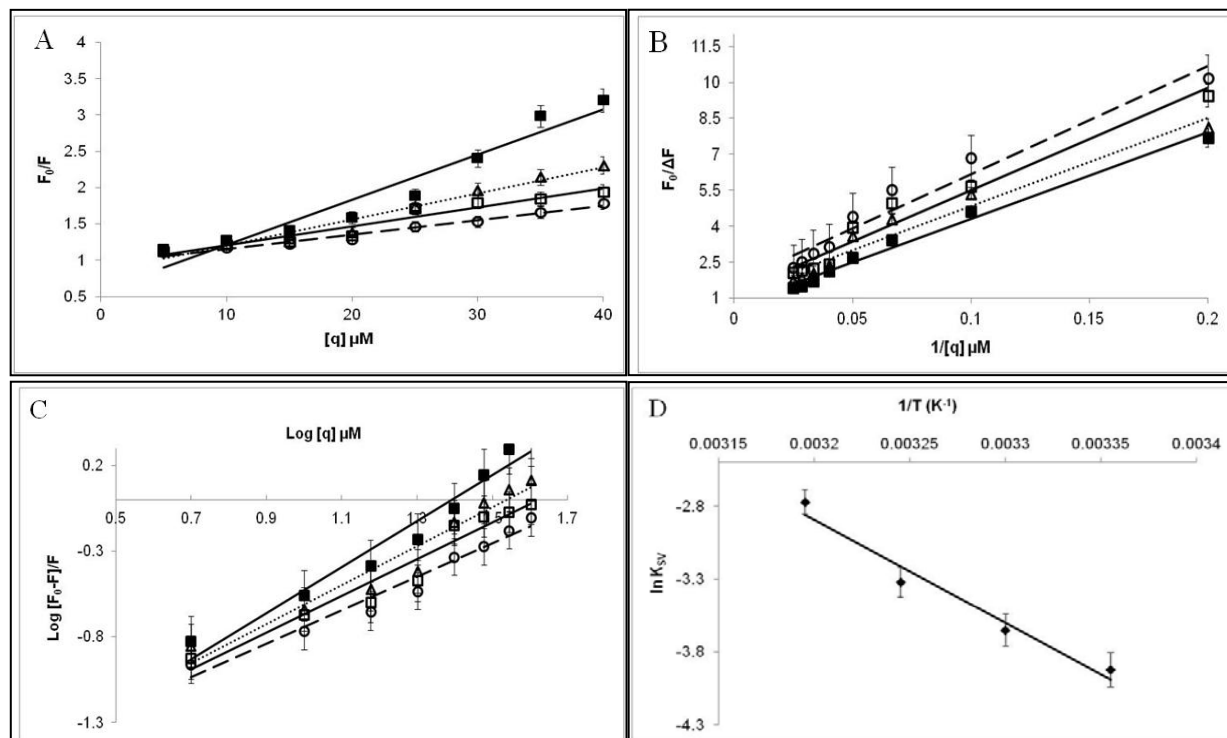 A
4
3.5
3
2.5
2
1.5
1
0.5
F₀/F
0 10 20 30 40
[q] µM
B
11.5
10
8.5
7
5.5
4
2.5
1
F₀/ΔF
0 0.05 0.1 0.15 0.2
1/[q] µM
C
Log [q] µM
0.2
-0.3
-0.8
-1.3
0.5 0.7 0.9 1.1 1.3 1.5 1.7
Log [F₀-F]/F
D
1/T (K⁻¹)
0.00315 0.0032 0.00325 0.0033 0.00335 0.0034
-2.8
-3.3
-3.8
-4.3
ln K_SV